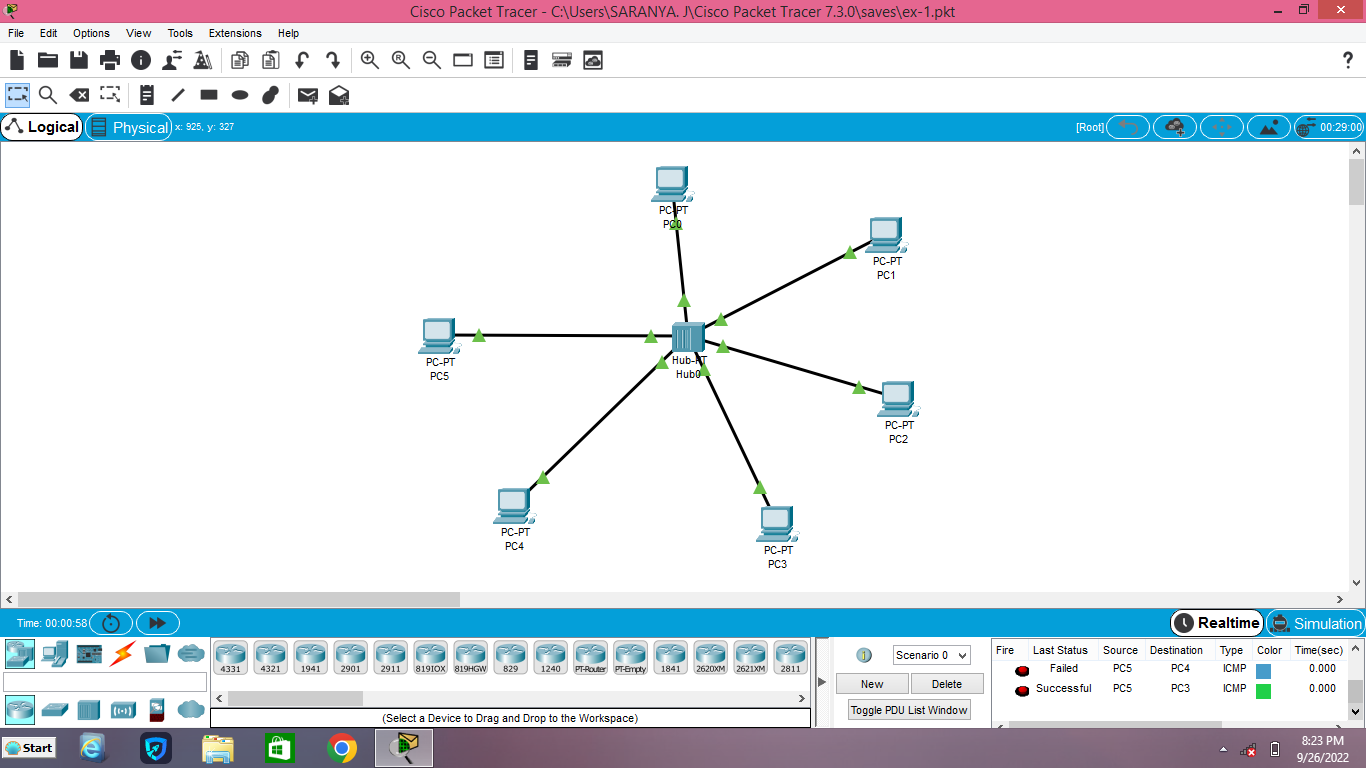 Cisco Packet Tracer - C:\Users\SARANYA. J\Cisco Packet Tracer 7.3.0\saves\ex-1.pkt
File Edit Options View Tools Extensions Help
Logical Physical x: 925, y: 327 [Root] 00:29:00
PC-PT
PC0
PC-PT
PC1
PC-PT
PC5
Hub-PT
Hub0
PC-PT
PC2
PC-PT
PC4
PC-PT
PC3
Time: 00:00:58 Realtime Simulation
4331 4321 1941 2901 2911 819IOX 819HGW 829 1240 PT-Router PT-Empty 1841 2620XM 2621XM 2811
(Select a Device to Drag and Drop to the Workspace)
Scenario 0
New Delete
Toggle PDU List Window
Fire Last Status Source Destination Type Color Time(sec)
Failed PC5 PC4 ICMP 0.000
Successful PC5 PC3 ICMP 0.000
Start
8:23 PM
9/26/2022